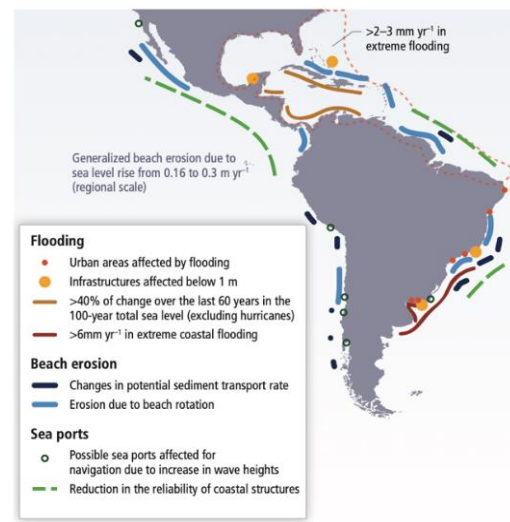 >2–3 mm yr⁻¹ in
extreme flooding
Generalized beach erosion due to
sea level rise from 0.16 to 0.3 m yr⁻¹
(regional scale)
Flooding
Urban areas affected by flooding
Infrastructures affected below 1 m
>40% of change over the last 60 years in the
100-year total sea level (excluding hurricanes)
>6mm yr⁻¹ in extreme coastal flooding
Beach erosion
Changes in potential sediment transport rate
Erosion due to beach rotation
Sea ports
Possible sea ports affected for
navigation due to increase in wave heights
Reduction in the reliability of coastal structures